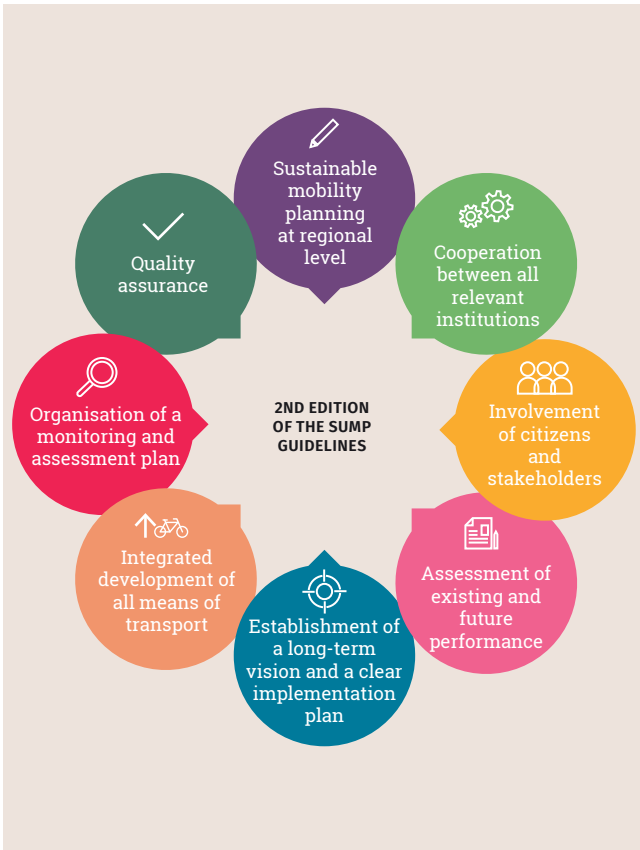 Sustainable
mobility
planning
at regional
level
Cooperation
between all
relevant
institutions
Involvement
of citizens
and
stakeholders
Assessment of
existing and
future
performance
Establishment of
a long-term
vision and a clear
implementation
plan
Integrated
development of
all means of
transport
Organisation of a
monitoring and
assessment plan
Quality
assurance
2ND EDITION
OF THE SUMP
GUIDELINES